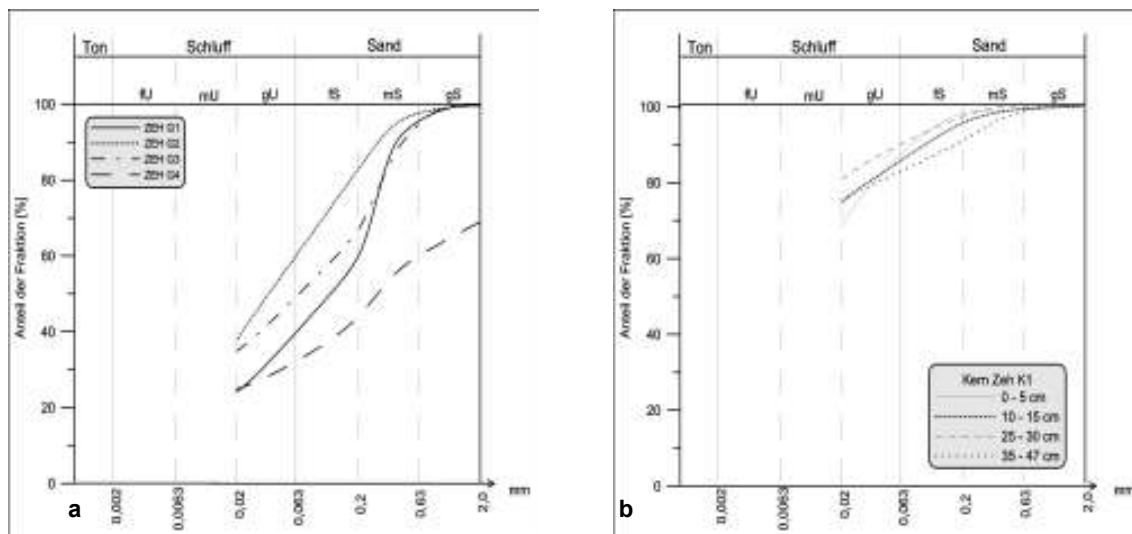 Ton Schluff Sand
fU mU gU fS mS gS
100
80
60
40
20
0
Anteil der Fraktion [%]
ZEH G1
ZEH G2
ZEH G3
ZEH G4
0,002
0,0063
0,02
0,063
0,2
0,63
2,0
mm
a
Ton Schluff Sand
fU mU gU fS mS gS
100
80
60
40
20
0
Anteil der Fraktion [%]
Kern Zeh K1
0 - 5 cm
10 - 15 cm
25 - 30 cm
35 - 47 cm
0,002
0,0063
0,02
0,063
0,2
0,63
2,0
mm
b